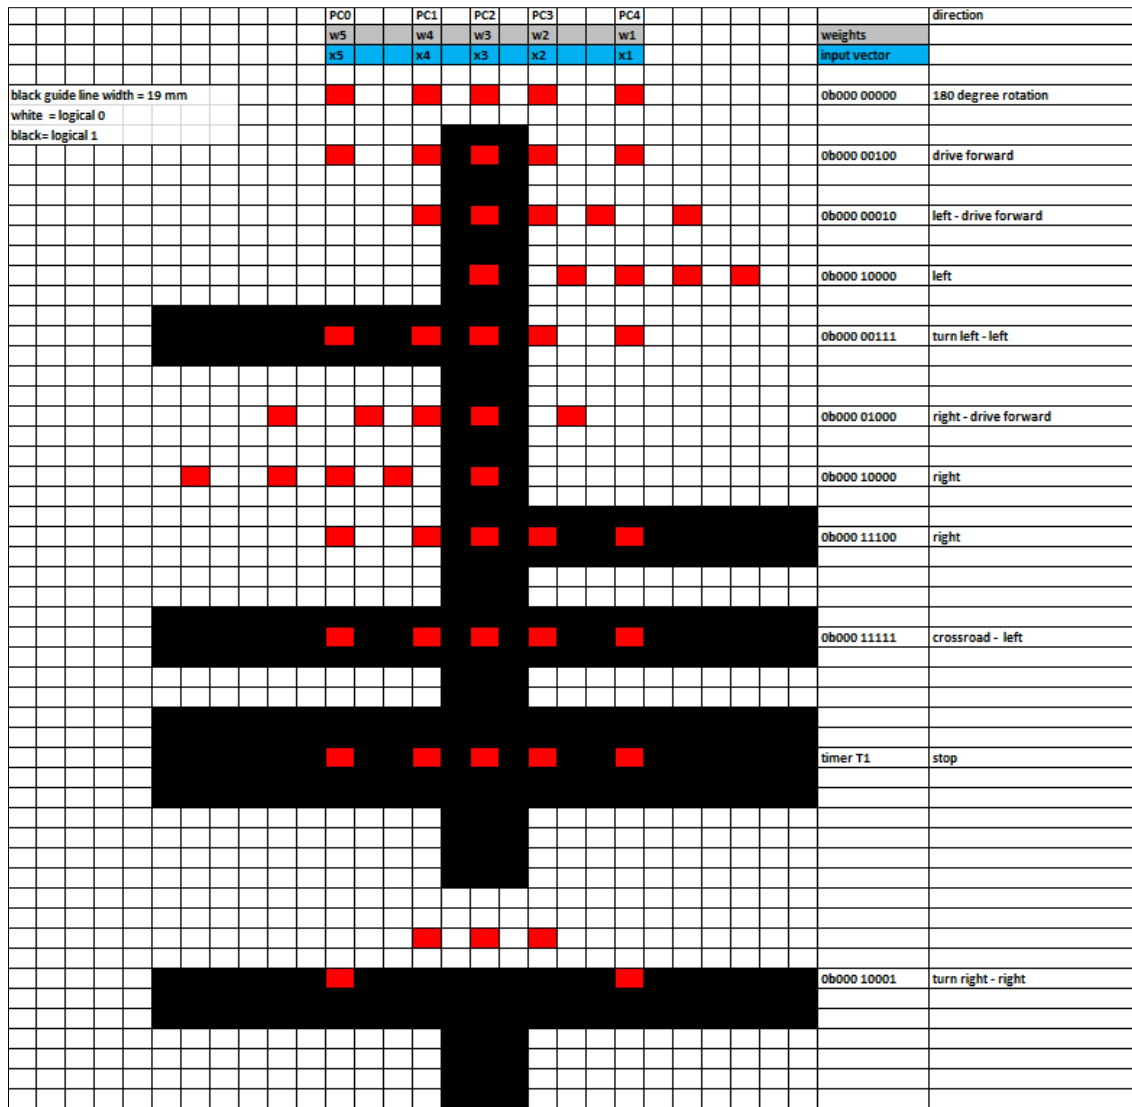 PC0 PC1 PC2 PC3 PC4 direction
w5 w4 w3 w2 w1 weights
x5 x4 x3 x2 x1 input vector
black guide line width = 19 mm 0b000 00000 180 degree rotation
white = logical 0
black= logical 1
0b000 00100 drive forward
0b000 00010 left - drive forward
0b000 10000 left
0b000 00111 turn left - left
0b000 01000 right - drive forward
0b000 10000 right
0b000 11100 right
0b000 11111 crossroad - left
timer T1 stop
0b000 10001 turn right - right